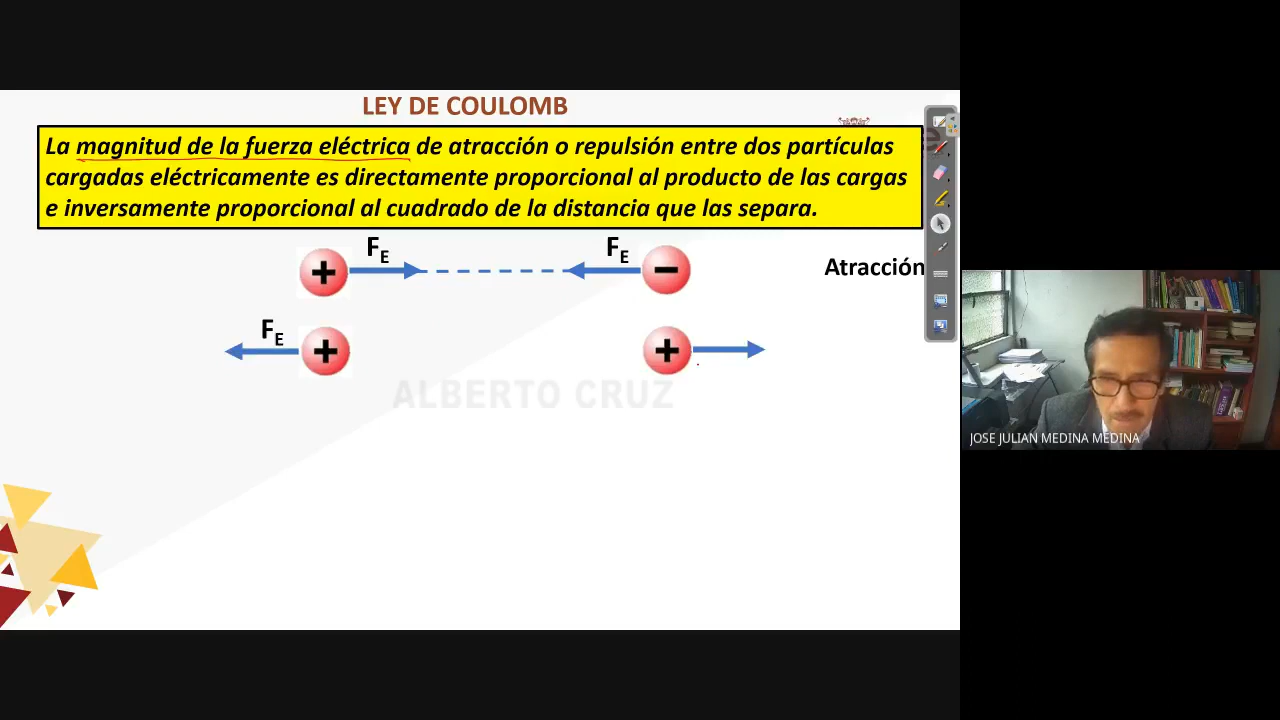 LEY DE COULOMB
La magnitud de la fuerza eléctrica de atracción o repulsión entre dos partículas
cargadas eléctricamente es directamente proporcional al producto de las cargas
e inversamente proporcional al cuadrado de la distancia que las separa.
FE FE
+ − Atracción
FE
+ +
ALBERTO CRUZ
JOSE JULIAN MEDINA MEDINA